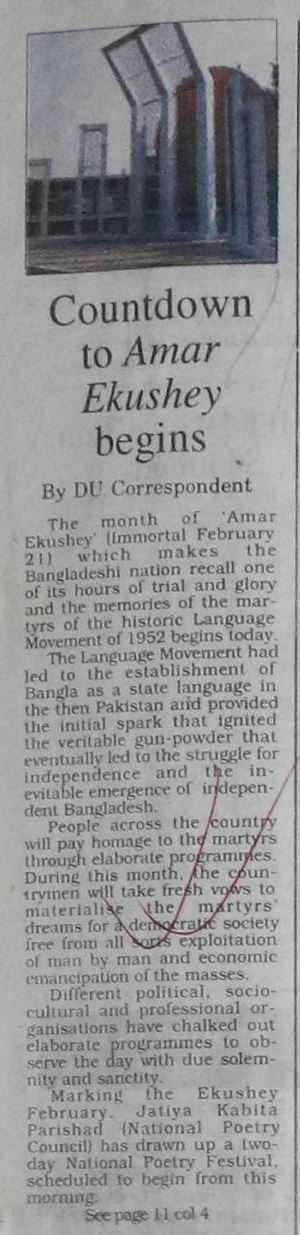 Countdown
to Amar
Ekushey
begins
By DU Correspondent
The month of 'Amar
Ekushey' (Immortal February
21) which makes the
Bangladeshi nation recall one
of its hours of trial and glory
and the memories of the mar-
tyrs of the historic Language
Movement of 1952 begins today.
The Language Movement had
led to the establishment of
Bangla as a state language in
the then Pakistan and provided
the initial spark that ignited
the veritable gun-powder that
eventually led to the struggle for
independence and the in-
evitable emergence of indepen-
dent Bangladesh.
People across the country
will pay homage to the martyrs
through elaborate programmes.
During this month, the coun-
trymen will take fresh vows to
materialise the martyrs'
dreams for a democratic society
free from all sorts exploitation
of man by man and economic
emancipation of the masses.
Different political, socio-
cultural and professional or-
ganisations have chalked out
elaborate programmes to ob-
serve the day with due solem-
nity and sanctity.
Marking the Ekushey
February, Jatiya Kabita
Parishad (National Poetry
Council) has drawn up a two-
day National Poetry Festival,
scheduled to begin from this
morning.
See page 11 col 4